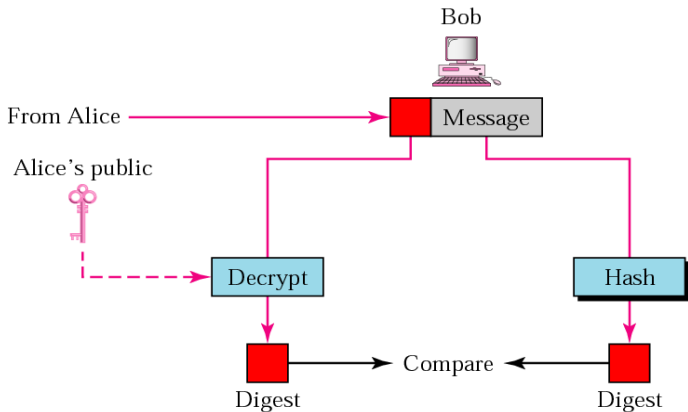 Bob
From Alice
Message
Alice’s public
Decrypt
Hash
Compare
Digest
Digest